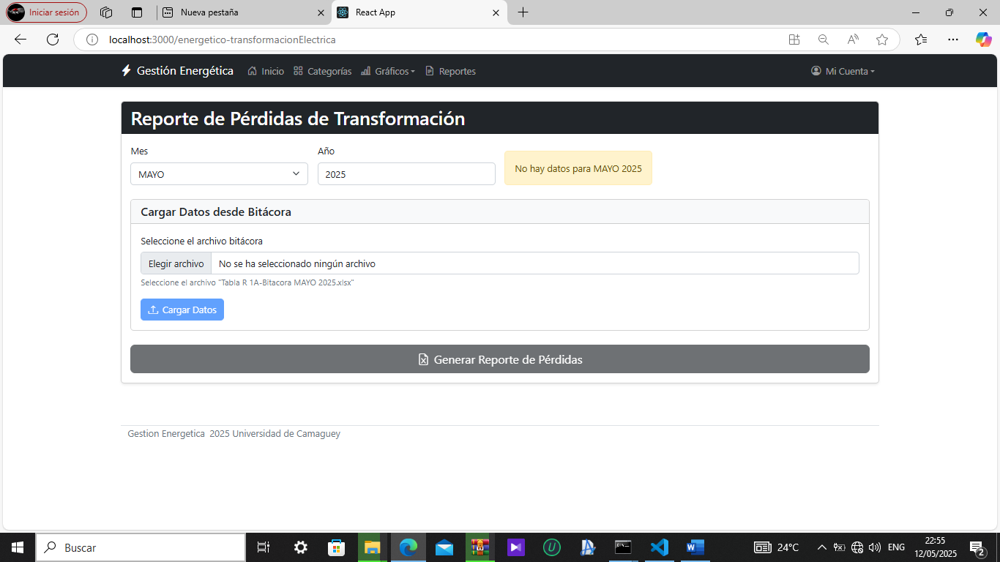 Iniciar sesión
Nueva pestaña
React App
localhost:3000/energetico-transformacionElectrica
Gestión Energética
Inicio
Categorías
Gráficos
Reportes
Mi Cuenta
Reporte de Pérdidas de Transformación
Mes
Año
MAYO
2025
No hay datos para MAYO 2025
Cargar Datos desde Bitácora
Seleccione el archivo bitácora
Elegir archivo
No se ha seleccionado ningún archivo
Seleccione el archivo "Tabla R 1A-Bitacora MAYO 2025.xlsx"
Cargar Datos
Generar Reporte de Pérdidas
Gestion Energetica 2025 Universidad de Camaguey
Buscar
24°C
ENG
22:55
12/05/2025
2